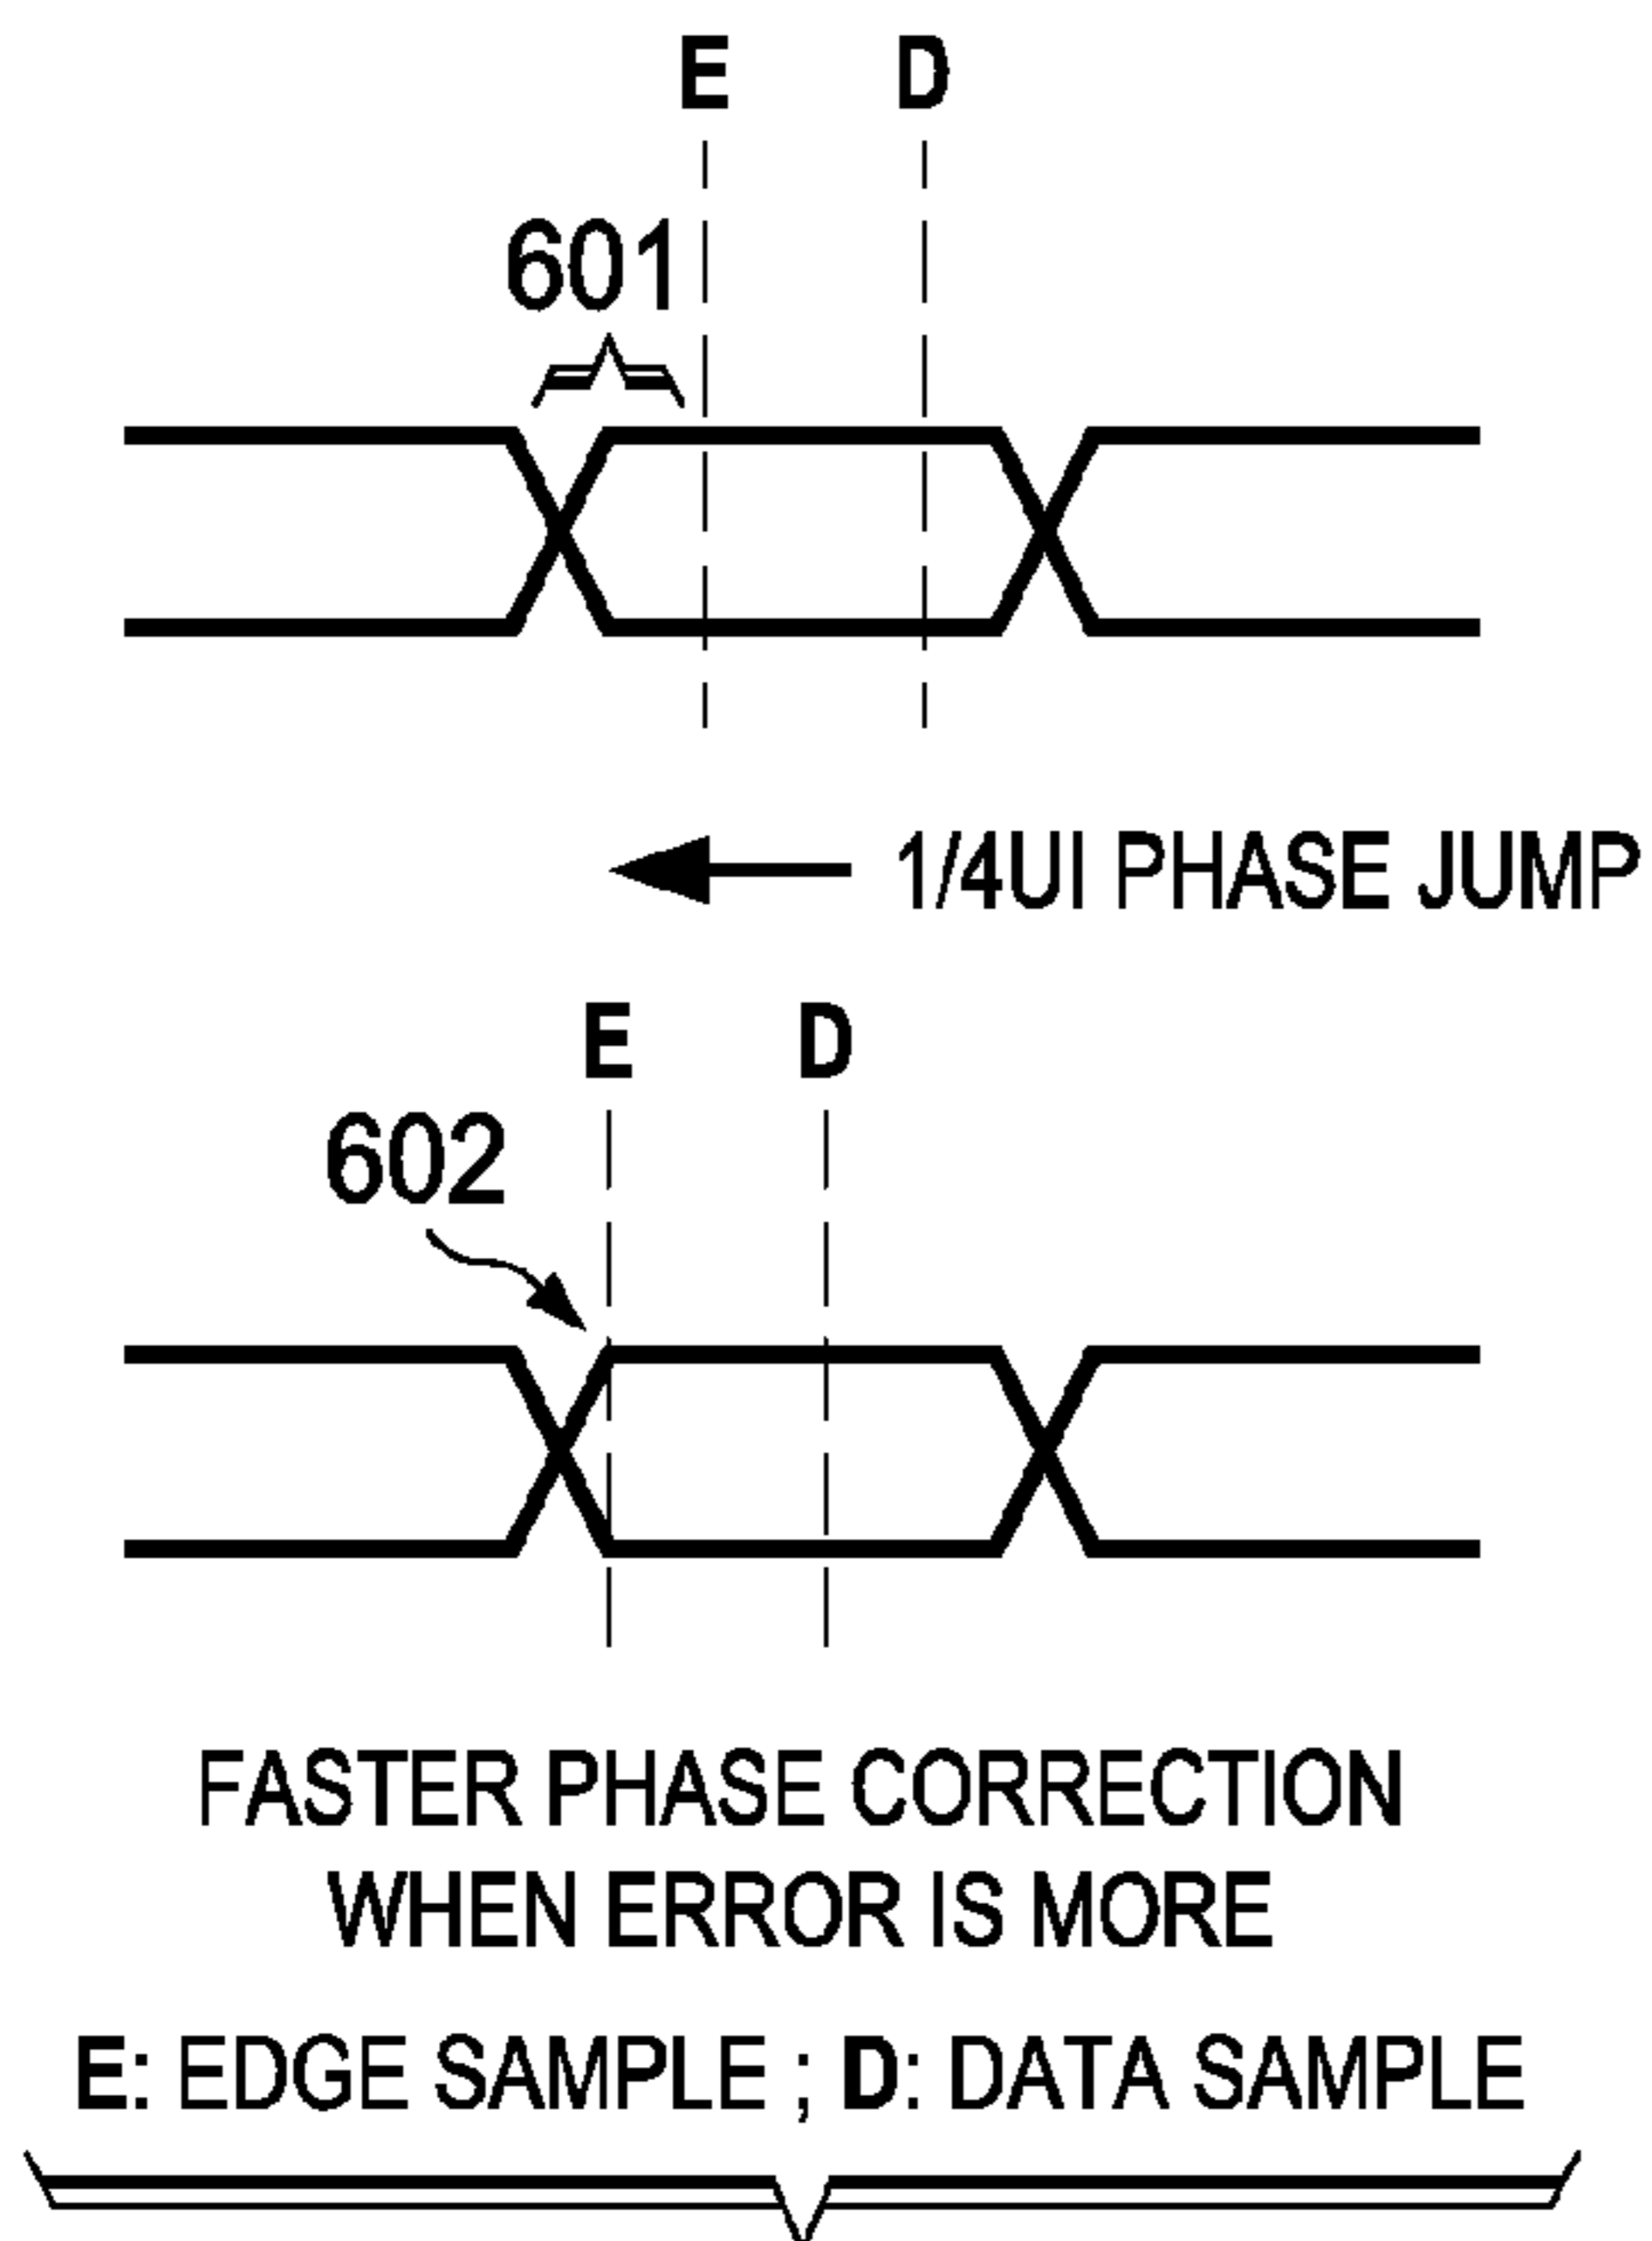 E D
601
1/4UI PHASE JUMP
E D
602
FASTER PHASE CORRECTION
WHEN ERROR IS MORE
E: EDGE SAMPLE ; D: DATA SAMPLE